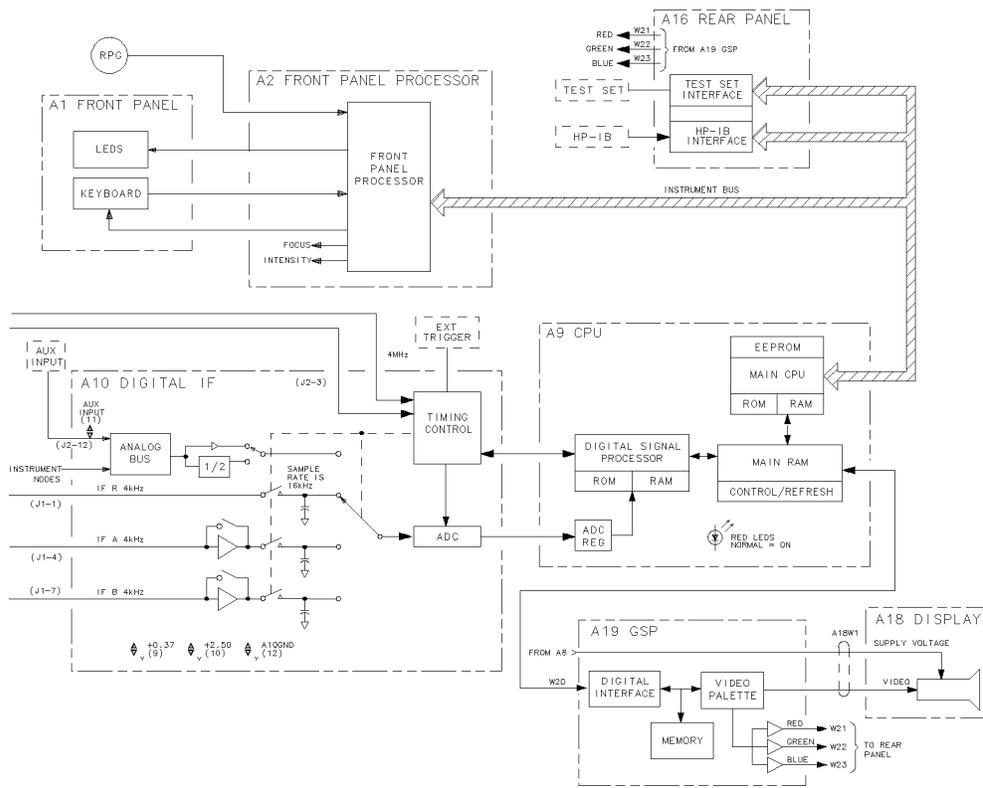 A16 REAR PANEL
RED W21
GREEN W22
BLUE W23
FROM A19 GSP
TEST SET
TEST SET
INTERFACE
HP-IB
HP-IB
INTERFACE
RPG
A2 FRONT PANEL PROCESSOR
A1 FRONT PANEL
LEDS
KEYBOARD
FRONT
PANEL
PROCESSOR
FOCUS
INTENSITY
INSTRUMENT BUS
EXT
TRIGGER
4MHz
AUX
INPUT
A10 DIGITAL IF
(J2-3)
AUX
INPUT
(11)
(J2-12)
ANALOG
BUS
1/2
INSTRUMENT
NODES
TIMING
CONTROL
SAMPLE
RATE IS
16kHz
IF R 4kHz
(J1-1)
IF A 4kHz
(J1-4)
IF B 4kHz
(J1-7)
ADC
+0.37
(9)
+2.50
(10)
A10GND
(12)
A9 CPU
EEPROM
MAIN CPU
ROM RAM
DIGITAL SIGNAL
PROCESSOR
ROM RAM
MAIN RAM
CONTROL/REFRESH
ADC
REG
RED LEDS
NORMAL = ON
A19 GSP
A18W1
A18 DISPLAY
SUPPLY VOLTAGE
FROM A8
W20
DIGITAL
INTERFACE
VIDEO
PALETTE
VIDEO
MEMORY
RED W21
GREEN W22
BLUE W23
TO REAR
PANEL